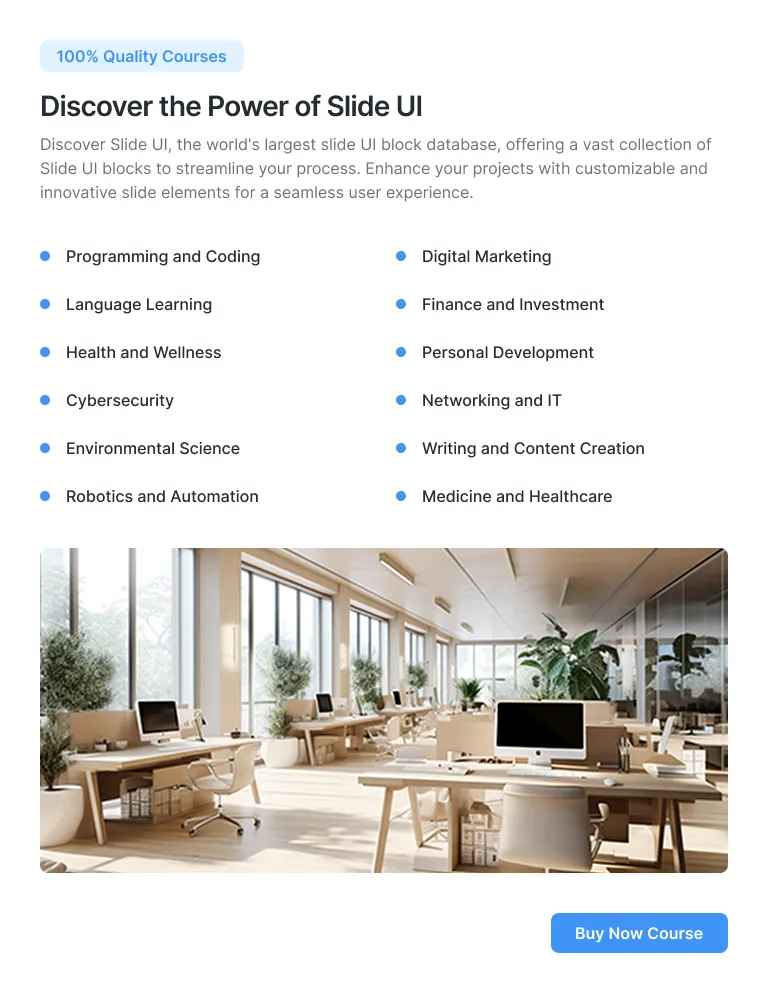 100% Quality Courses
Discover the Power of Slide UI
Discover Slide UI, the world's largest slide UI block database, offering a vast collection of
Slide UI blocks to streamline your process. Enhance your projects with customizable and
innovative slide elements for a seamless user experience.
Programming and Coding
Digital Marketing
Language Learning
Finance and Investment
Health and Wellness
Personal Development
Cybersecurity
Networking and IT
Environmental Science
Writing and Content Creation
Robotics and Automation
Medicine and Healthcare
Buy Now Course